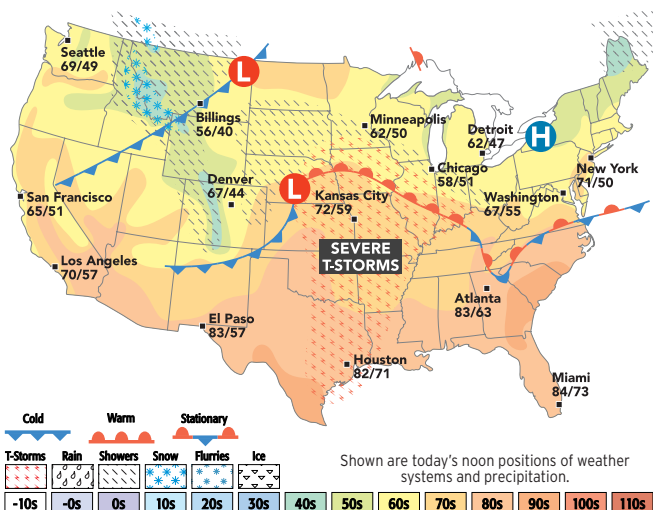 Seattle
69/49
L
Billings
56/40
Minneapolis
62/50
Detroit
62/47
H
Chicago
58/51
New York
71/50
Denver
67/44
L
Kansas City
72/59
Washington
67/55
San Francisco
65/51
SEVERE
T-STORMS
Los Angeles
70/57
Atlanta
83/63
El Paso
83/57
Houston
82/71
Miami
84/73
Cold Warm Stationary
T-Storms Rain Showers Snow Flurries Ice
Shown are today's noon positions of weather
systems and precipitation.
-10s -0s 0s 10s 20s 30s 40s 50s 60s 70s 80s 90s 100s 110s